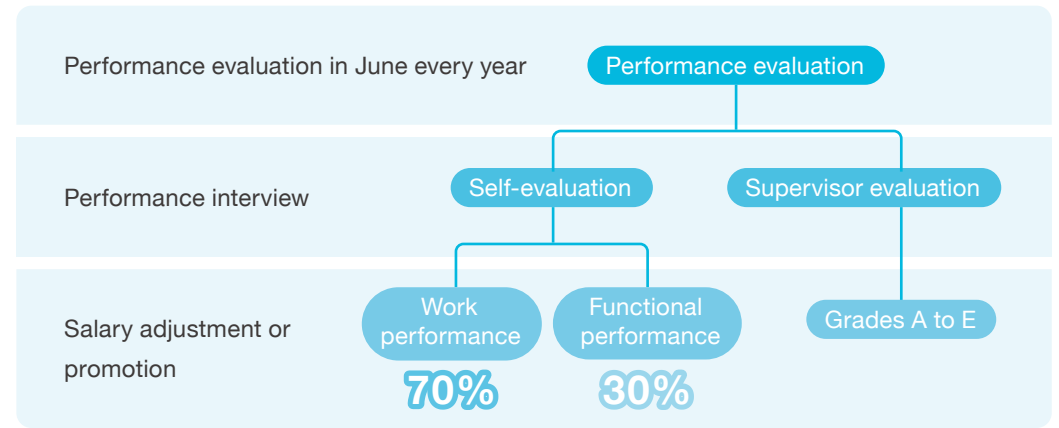 Performance evaluation in June every year
Performance evaluation
Performance interview
Self-evaluation
Supervisor evaluation
Salary adjustment or
promotion
Work
performance
70%
Functional
performance
30%
Grades A to E